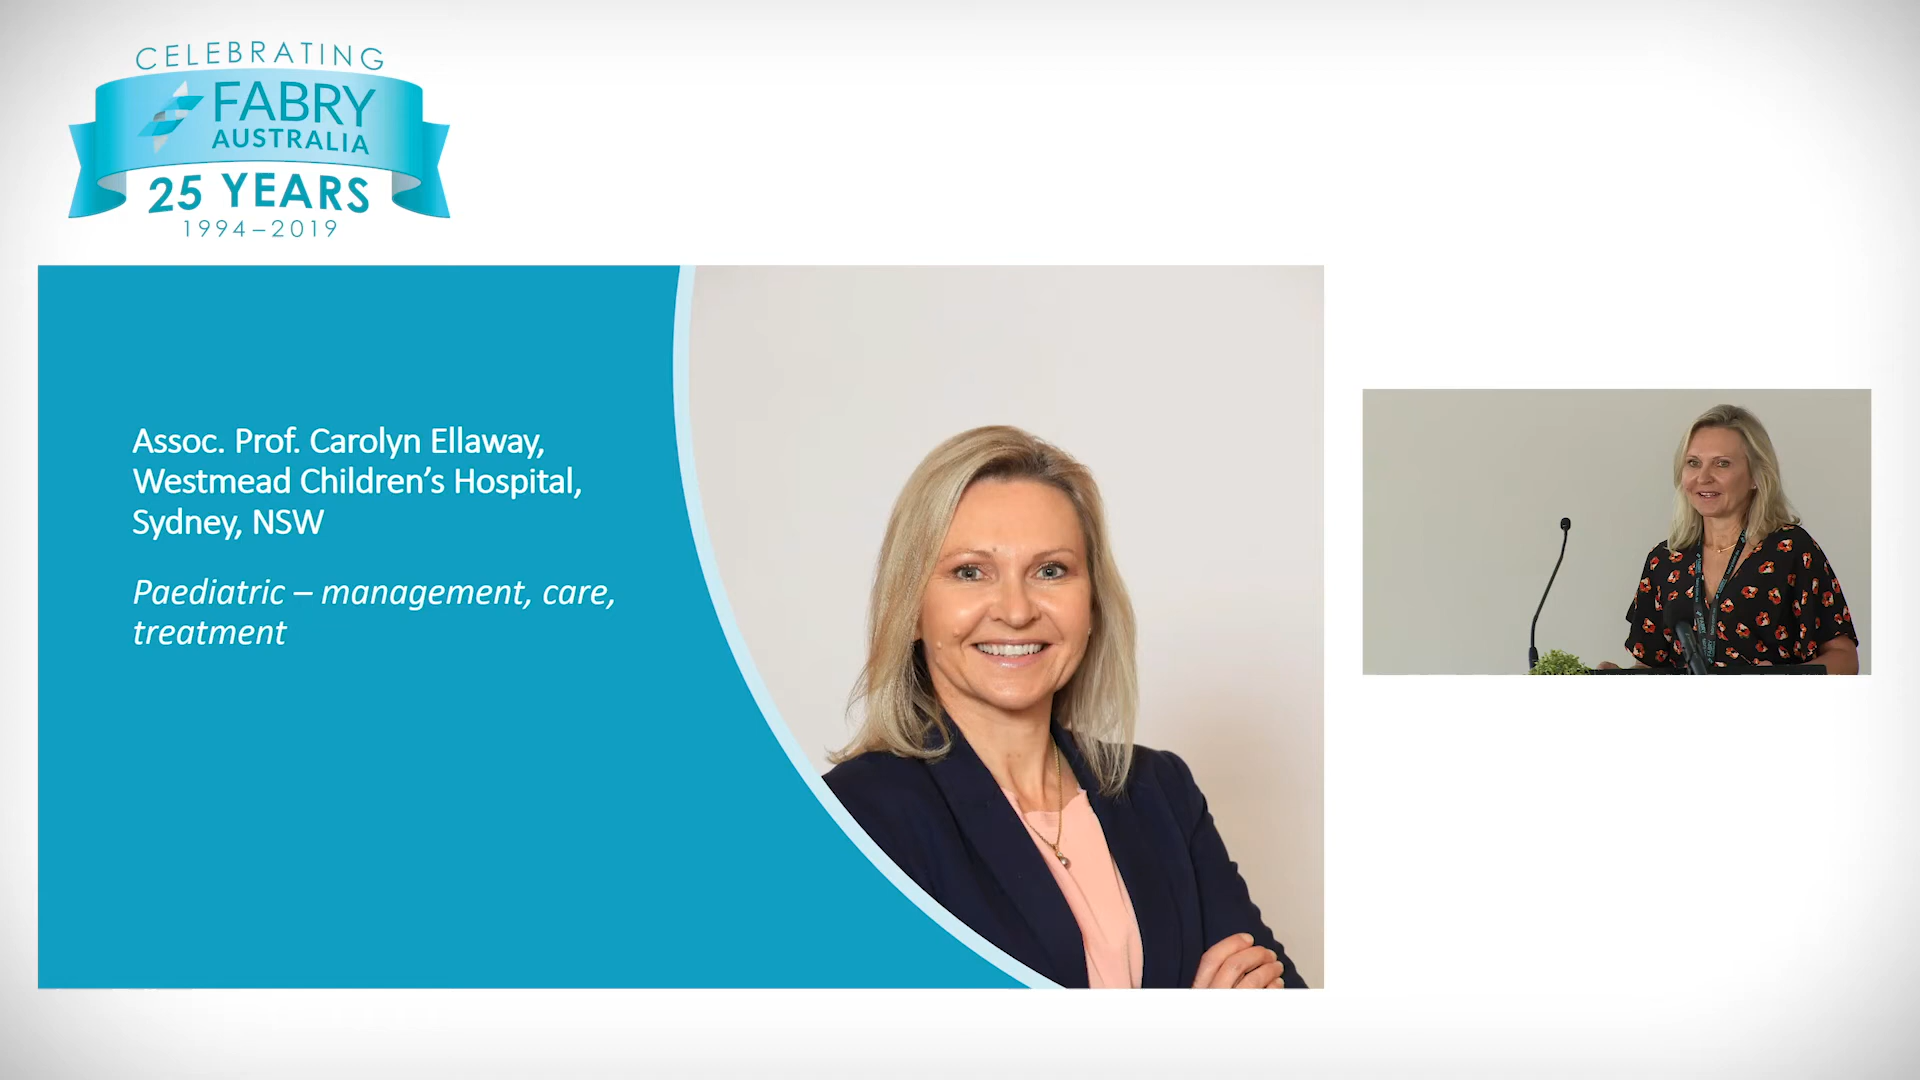 CELEBRATING
FABRY
AUSTRALIA
25 YEARS
1994–2019
Assoc. Prof. Carolyn Ellaway,
Westmead Children’s Hospital,
Sydney, NSW
Paediatric – management, care,
treatment
FABRY